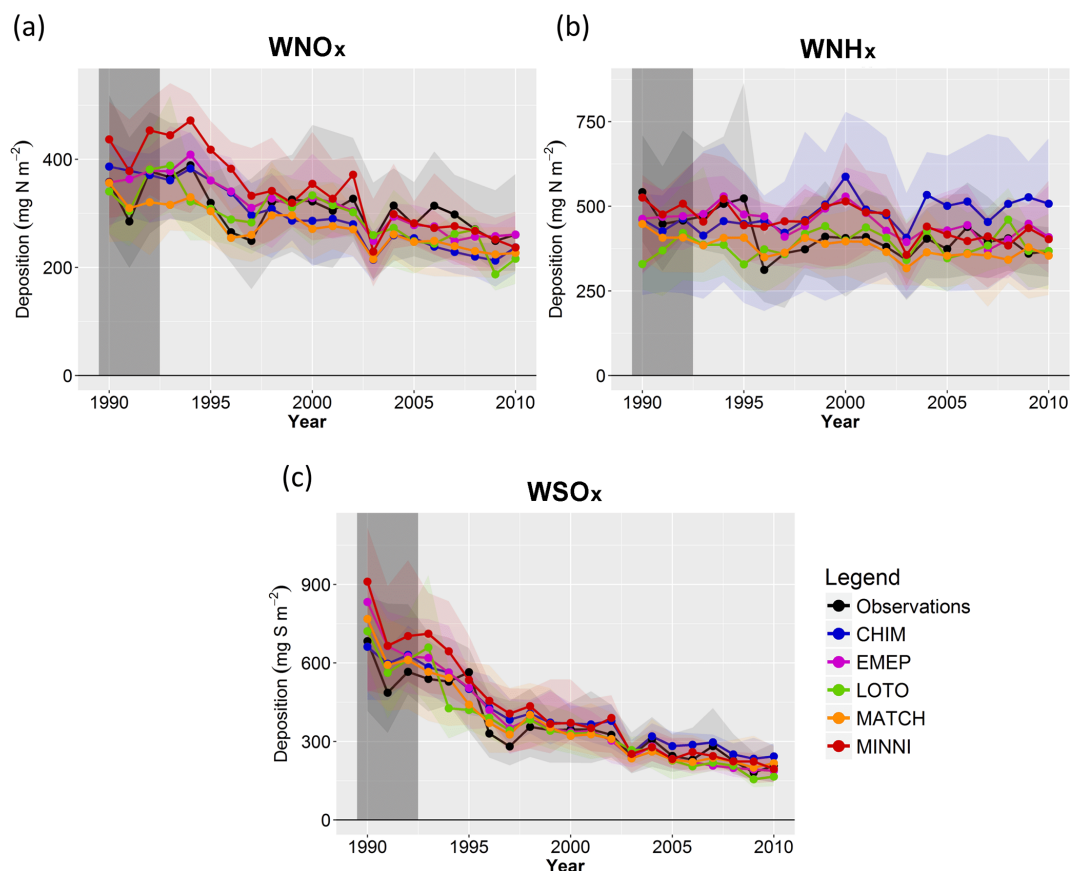 (a)
WNOx
Deposition (mg N m⁻²)
400
200
0
1990 1995 2000 2005 2010
Year
(b)
WNHx
Deposition (mg N m⁻²)
750
500
250
0
1990 1995 2000 2005 2010
Year
(c)
WSOx
Deposition (mg S m⁻²)
900
600
300
0
1990 1995 2000 2005 2010
Year
Legend
Observations
CHIM
EMEP
LOTO
MATCH
MINNI